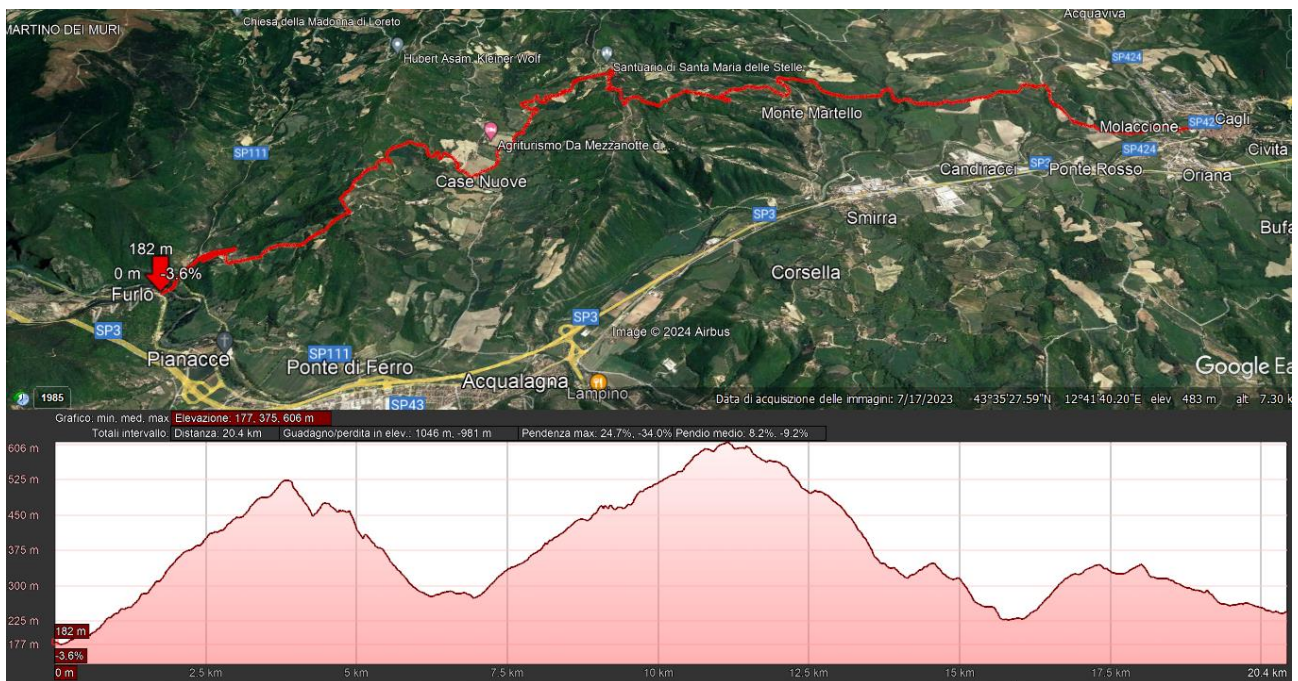 MARTINO DEI MURI
Chiesa della Madonna di Loreto
Acquaviva
Hubert Asam. Kleiner Wolf
Santuario di Santa Maria delle Stelle
SP424
Monte Martello
SP42
Cagli
Molaccione
SP111
Agriturismo Da Mezzanotte d...
SP424
Civita
Case Nuove
Candiracci
SP3
Ponte Rosso
Oriana
SP3
Smirra
Bufa
182 m
0 m
-3.6%
Furlo
Corsella
SP3
SP3
Image © 2024 Airbus
Pianacce
SP111
Ponte di Ferro
Acqualagna
Google Ea
Lampino
SP43
1985
Data di acquisizione delle immagini: 7/17/2023 43°35'27.59"N 12°41'40.20"E elev. 483 m alt. 7.30 k
Grafico: min. med. max. Elevazione: 177, 375, 606 m
Totali intervallo: Distanza: 20.4 km Guadagno/perdita in elev.: 1046 m, -981 m Pendenza max: 24.7%, -34.0% Pendio medio: 8.2%, -9.2%
606 m
525 m
450 m
375 m
300 m
225 m
182 m
177 m
-3.6%
0 m 2.5 km 5 km 7.5 km 10 km 12.5 km 15 km 17.5 km 20.4 km